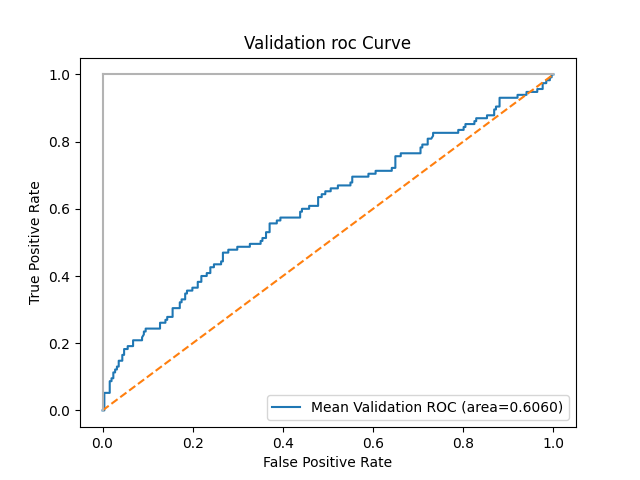 Validation roc Curve
1.0
0.8
0.6
0.4
0.2
0.0
True Positive Rate
Mean Validation ROC (area=0.6060)
0.0 0.2 0.4 0.6 0.8 1.0
False Positive Rate